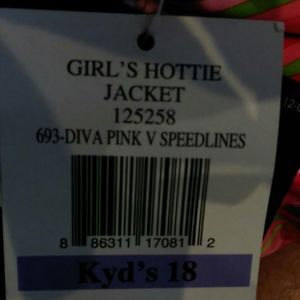 GIRL'S HOTTIE
JACKET
125258
693-DIVA PINK V SPEEDLINES
8 86311 17081 2
Kyd's 18